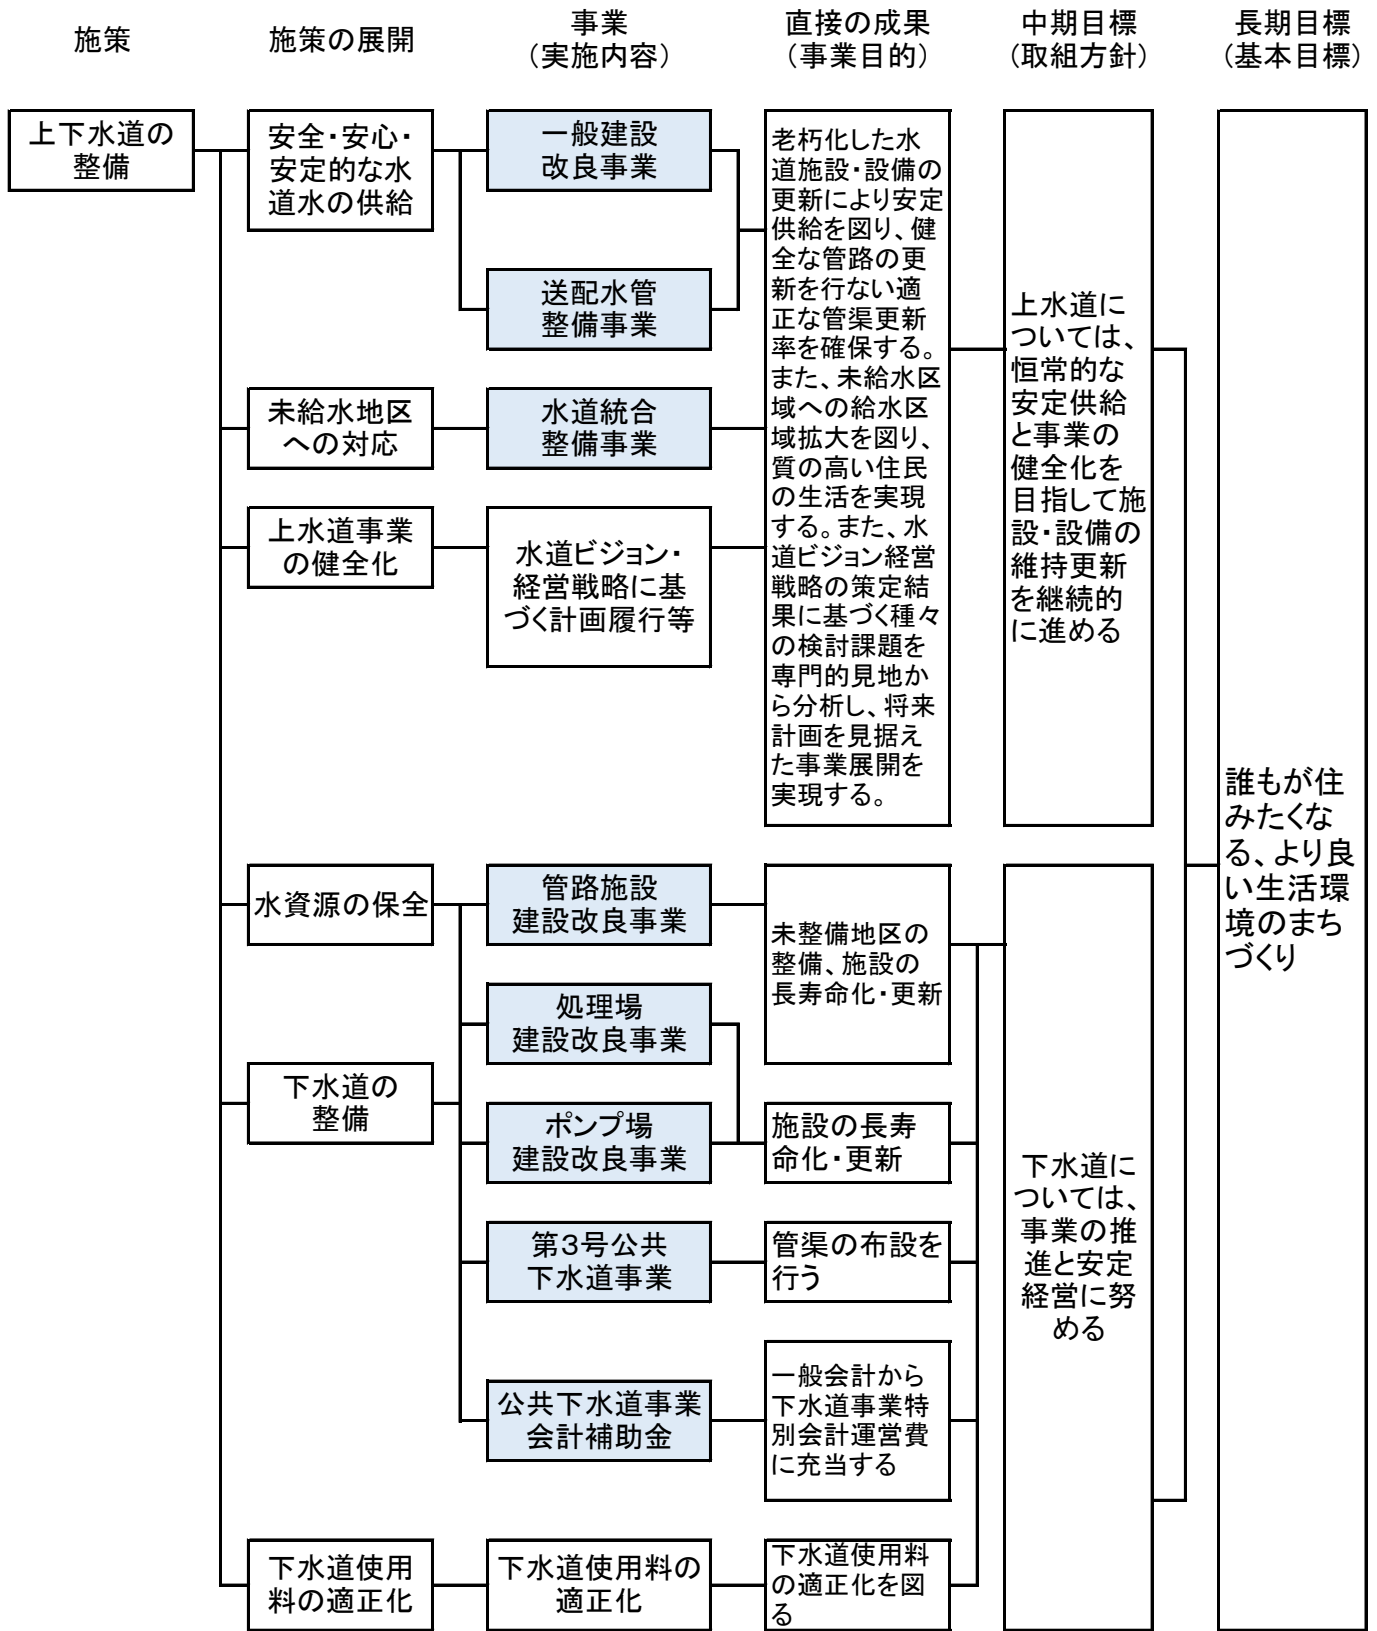 施策
施策の展開
事業
（実施内容）
直接の成果
（事業目的）
中期目標
（取組方針）
長期目標
（基本目標）
上下水道の
整備
安全・安心・
安定的な水
道水の供給
一般建設
改良事業
送配水管
整備事業
未給水地区
への対応
水道統合
整備事業
上水道事業
の健全化
水道ビジョン・
経営戦略に基
づく計画履行等
老朽化した水
道施設・設備の
更新により安定
供給を図り、健
全な管路の更
新を行ない適
正な管渠更新
率を確保する。
また、未給水区
域への給水区
域拡大を図り、
質の高い住民
の生活を実現
する。また、水
道ビジョン経営
戦略の策定結
果に基づく種々
の検討課題を
専門的見地か
ら分析し、将来
計画を見据え
た事業展開を
実現する。
上水道に
ついては、
恒常的な
安定供給
と事業の
健全化を
目指して施
設・設備の
維持更新
を継続的
に進める
水資源の保全
管路施設
建設改良事業
未整備地区の
整備、施設の
長寿命化・更新
処理場
建設改良事業
下水道の
整備
ポンプ場
建設改良事業
施設の長寿
命化・更新
第３号公共
下水道事業
管渠の布設を
行う
公共下水道事業
会計補助金
一般会計から
下水道事業特
別会計運営費
に充当する
下水道使用
料の適正化
下水道使用料の
適正化
下水道使用料
の適正化を図
る
下水道に
ついては、
事業の推
進と安定
経営に努
める
誰もが住
みたくな
る、より良
い生活環
境のまち
づくり